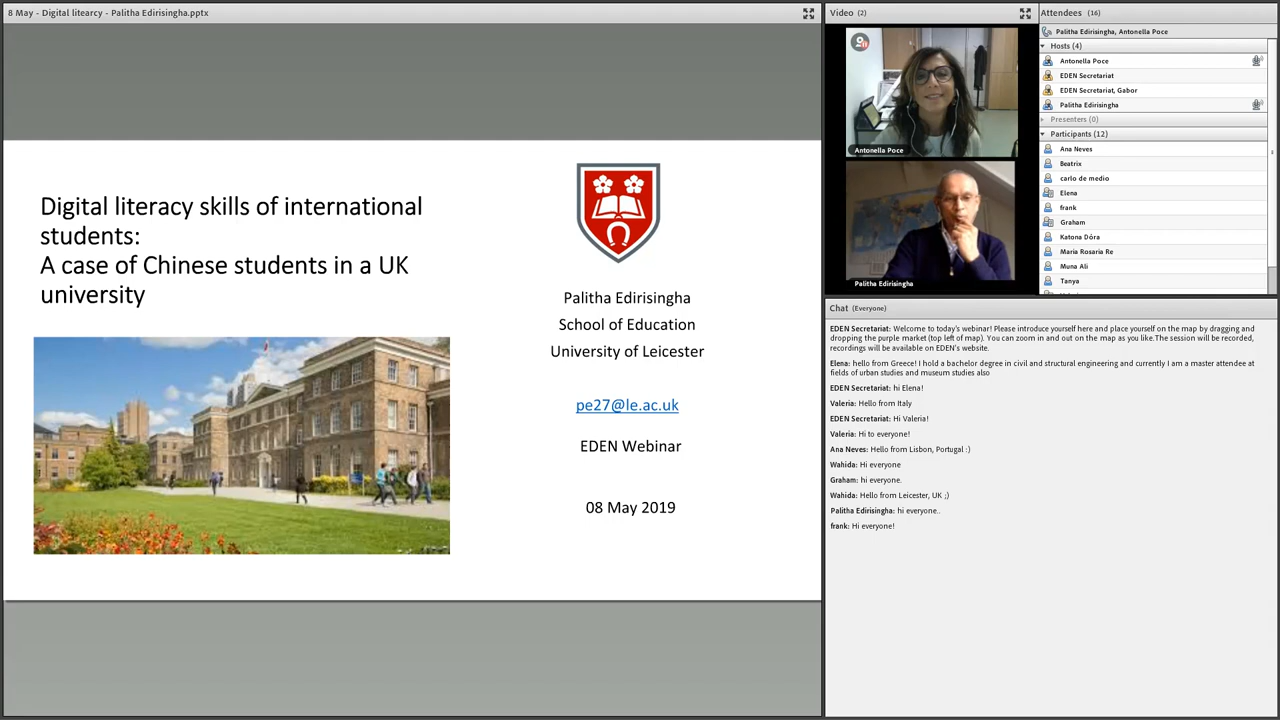 8 May - Digital litearcy - Palitha Edirisingha.pptx
Digital literacy skills of international
students:
A case of Chinese students in a UK
university
Palitha Edirisingha
School of Education
University of Leicester
pe27@le.ac.uk
EDEN Webinar
08 May 2019
Video (2)
Antonella Poce
Palitha Edirisingha
Attendees (16)
Palitha Edirisingha, Antonella Poce
Hosts (4)
Antonella Poce
EDEN Secretariat
EDEN Secretariat, Gabor
Palitha Edirisingha
Presenters (0)
Participants (12)
Ana Neves
Beatrix
carlo de medio
Elena
frank
Graham
Katona Dóra
Maria Rosaria Re
Muna Ali
Tanya
Chat (Everyone)
EDEN Secretariat: Welcome to today's webinar! Please introduce yourself here and place yourself on the map by dragging and
dropping the purple market (top left of map). You can zoom in and out on the map as you like.The session will be recorded,
recordings will be available on EDEN's website.
Elena: hello from Greece! I hold a bachelor degree in civil and structural engineering and currently I am a master attendee at
fields of urban studies and museum studies also
EDEN Secretariat: hi Elena!
Valeria: Hello from Italy
EDEN Secretariat: Hi Valeria!
Valeria: Hi to everyone!
Ana Neves: Hello from Lisbon, Portugal :)
Wahida: Hi everyone
Graham: hi everyone.
Wahida: Hello from Leicester, UK ;)
Palitha Edirisingha: hi everyone..
frank: Hi everyone!